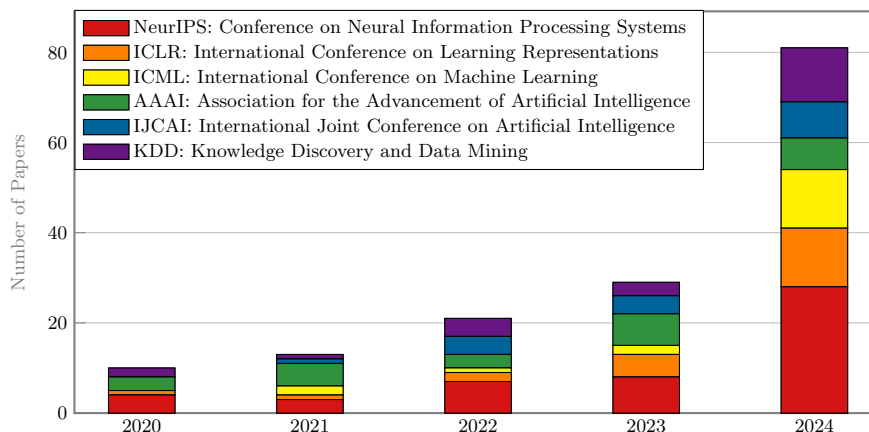 NeurIPS: Conference on Neural Information Processing Systems
ICLR: International Conference on Learning Representations
ICML: International Conference on Machine Learning
AAAI: Association for the Advancement of Artificial Intelligence
IJCAI: International Joint Conference on Artificial Intelligence
KDD: Knowledge Discovery and Data Mining
Number of Papers
80
60
40
20
0
2020 2021 2022 2023 2024